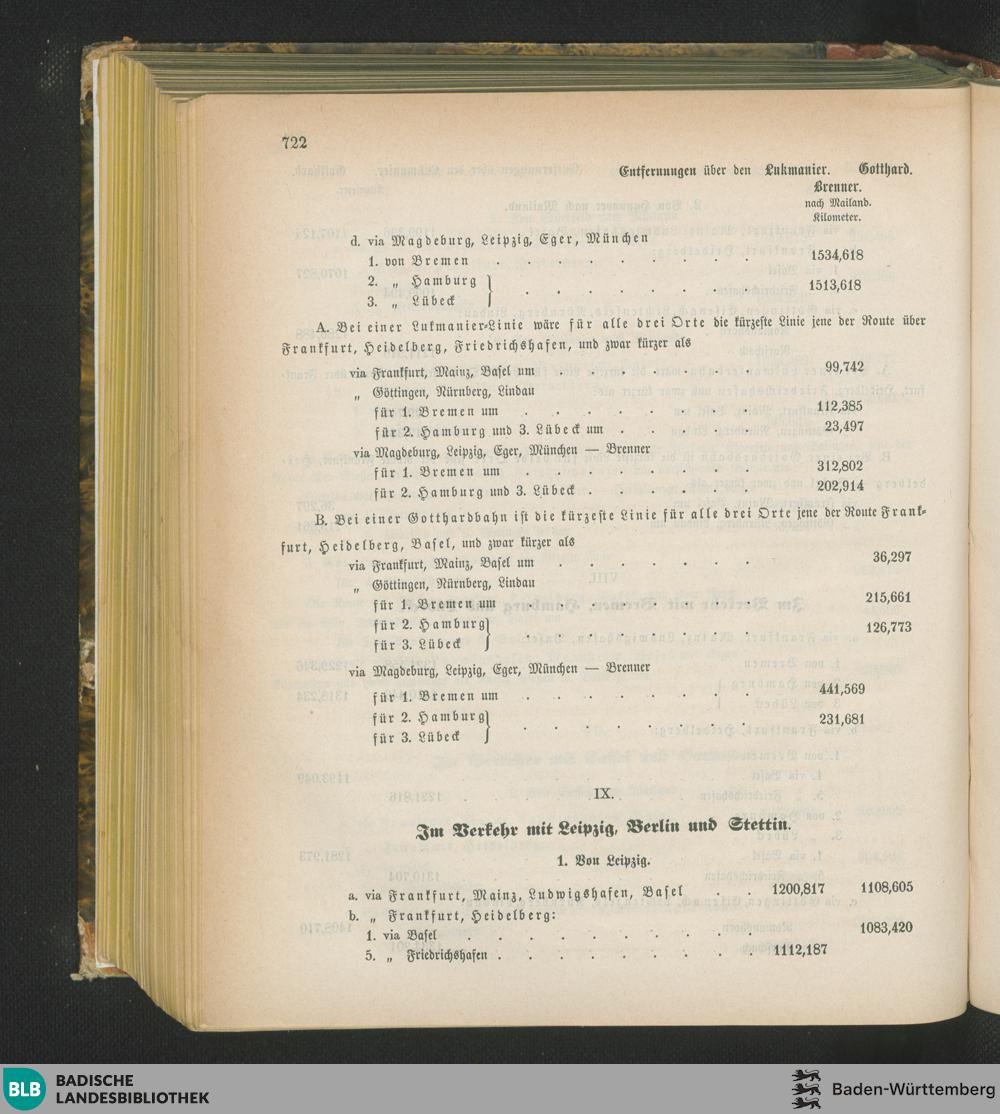 722
Entfernungen über den Lukmanier. Gotthard.
Brenner.
nach Mailand.
Kilometer.
d. via Magdeburg, Leipzig, Eger, München
1. von Bremen . . . . . . . 1534,618
2. „ Hamburg } . . . . . . 1513,618
3. „ Lübeck
A. Bei einer Lukmanier-Linie wäre für alle drei Orte die kürzeste Linie jene der Route über
Frankfurt, Heidelberg, Friedrichshafen, und zwar kürzer als
via Frankfurt, Mainz, Basel um . . . . . . . 99,742
„ Göttingen, Nürnberg, Lindau
für 1. Bremen um . . . . . . . 112,385
für 2. Hamburg und 3. Lübeck um . . . . . 23,497
via Magdeburg, Leipzig, Eger, München — Brenner
für 1. Bremen um . . . . . . . . 312,802
für 2. Hamburg und 3. Lübeck . . . . . . 202,914
B. Bei einer Gotthardbahn ist die kürzeste Linie für alle drei Orte jene der Route Frank-
furt, Heidelberg, Basel, und zwar kürzer als
via Frankfurt, Mainz, Basel um . . . . . . . 36,297
„ Göttingen, Nürnberg, Lindau
für 1. Bremen um . . . . . . . . 215,661
für 2. Hamburg } . . . . . . . . 126,773
für 3. Lübeck
via Magdeburg, Leipzig, Eger, München — Brenner
für 1. Bremen um . . . . . . . . 441,569
für 2. Hamburg } . . . . . . . . 231,681
für 3. Lübeck
IX.
Im Verkehr mit Leipzig, Berlin und Stettin.
1. Von Leipzig.
a. via Frankfurt, Mainz, Ludwigshafen, Basel . . 1200,817 1108,605
b. „ Frankfurt, Heidelberg:
1. via Basel . . . . . . . . . 1083,420
5. „ Friedrichshafen . . . . . . . 1112,187
BLB BADISCHE
LANDESBIBLIOTHEK
Baden-Württemberg